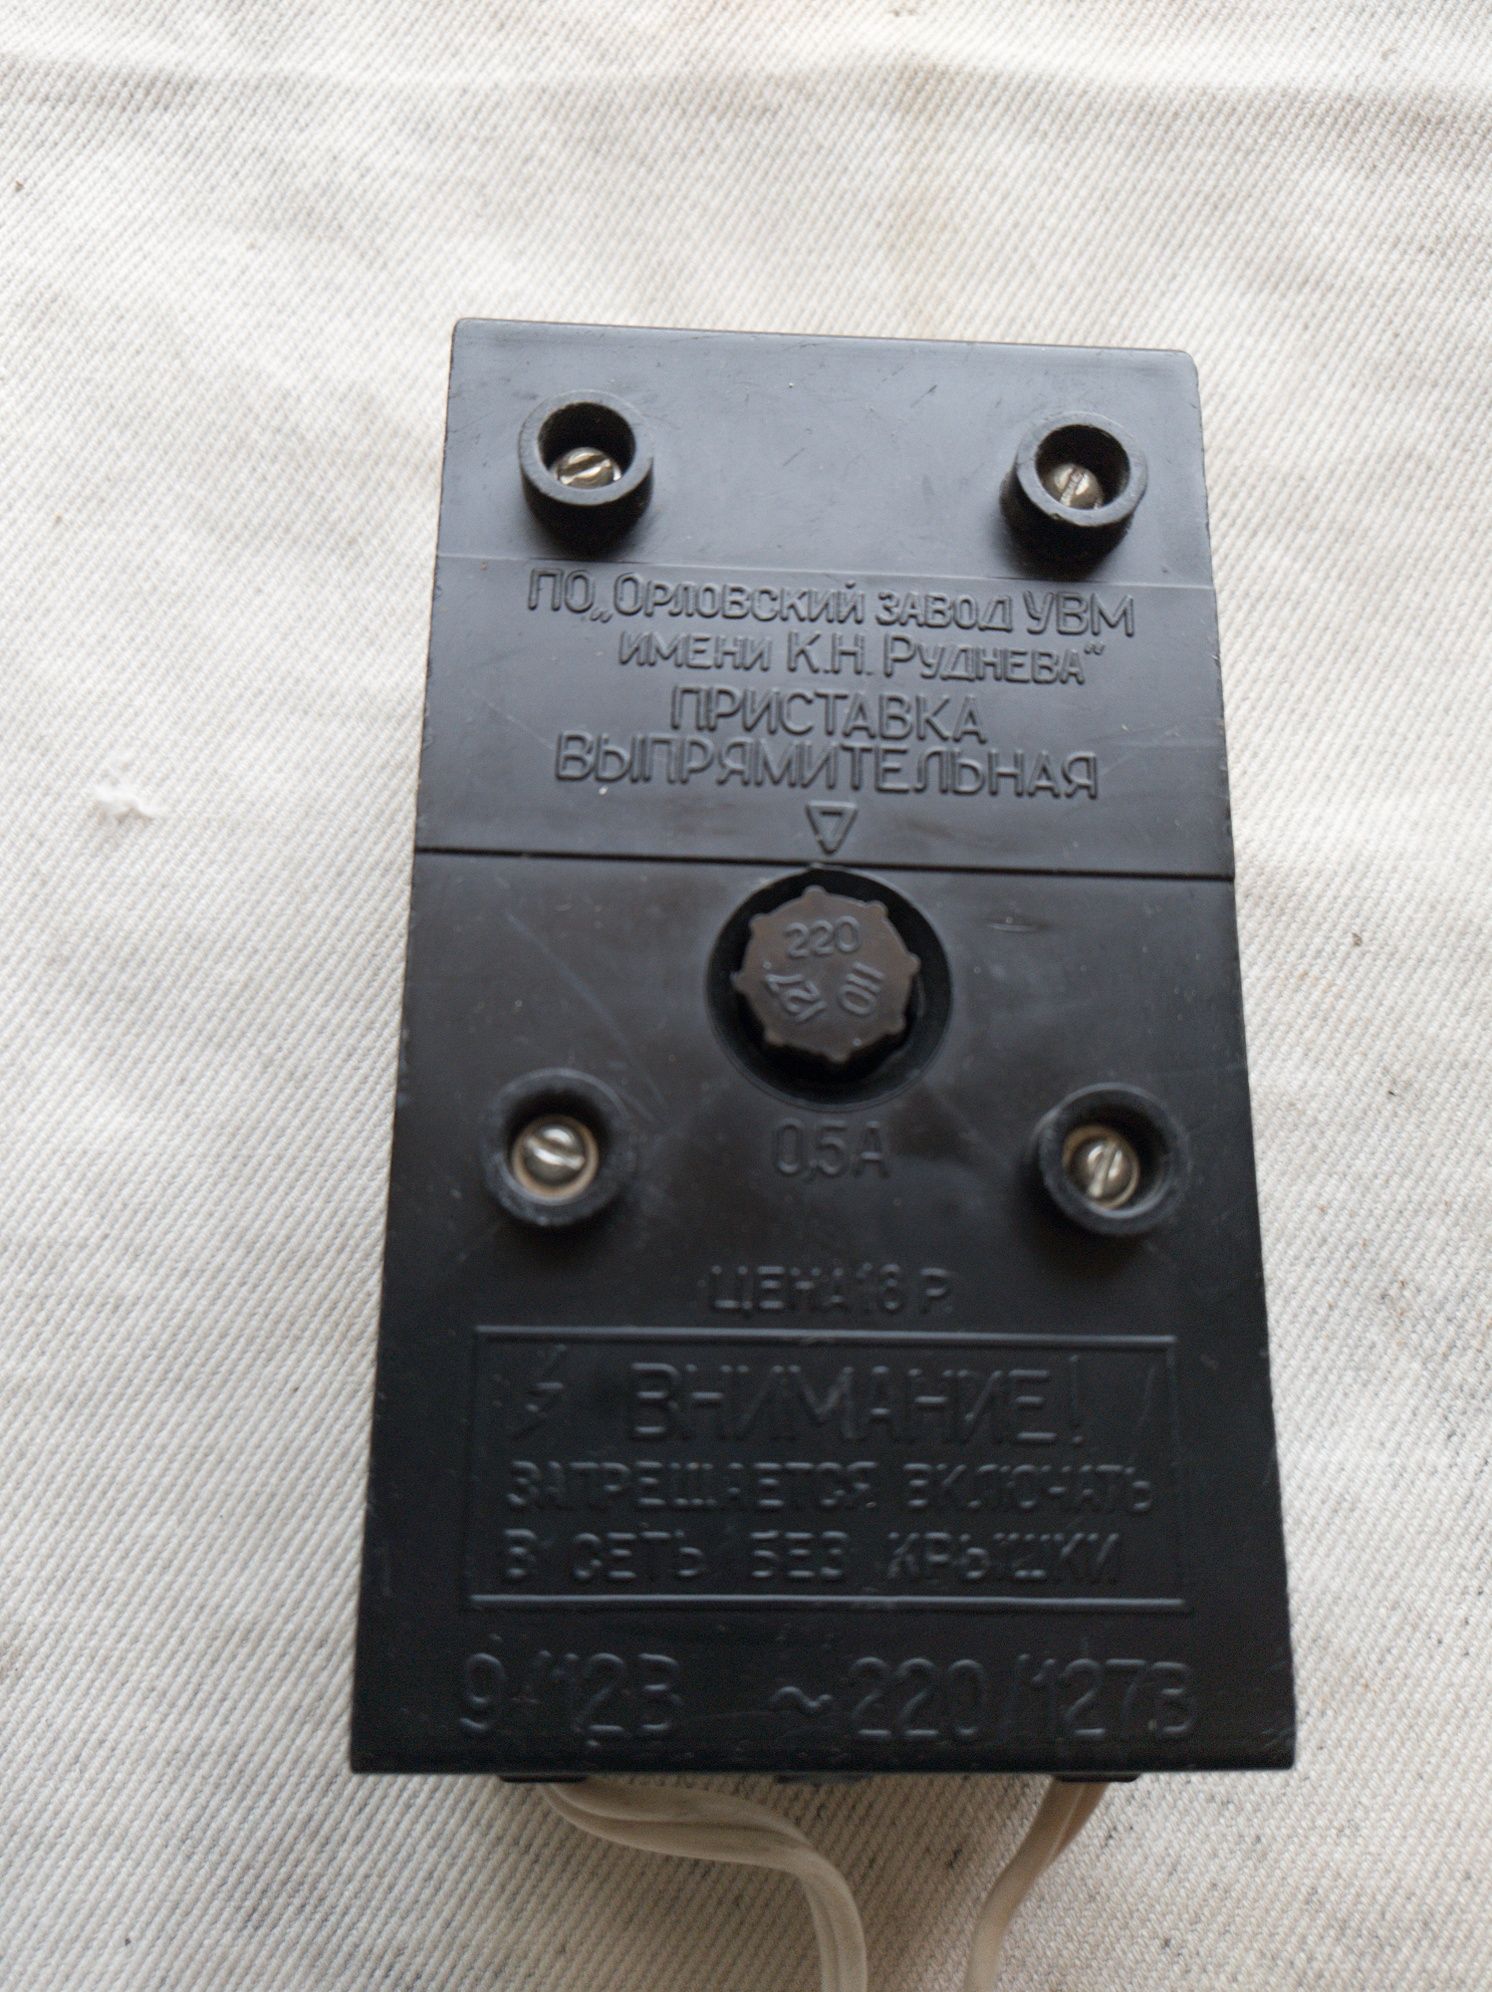 ПО „Орловский завод УВМ
имени К.Н. Руднева“
ПРИСТАВКА
ВЫПРЯМИТЕЛЬНАЯ
220
127
110
0,5А
ЦЕНА 18 Р
ВНИМАНИЕ!
ЗАПРЕЩАЕТСЯ ВКЛЮЧАТЬ
В СЕТЬ БЕЗ КРЫШКИ
9/12В ~220/127В